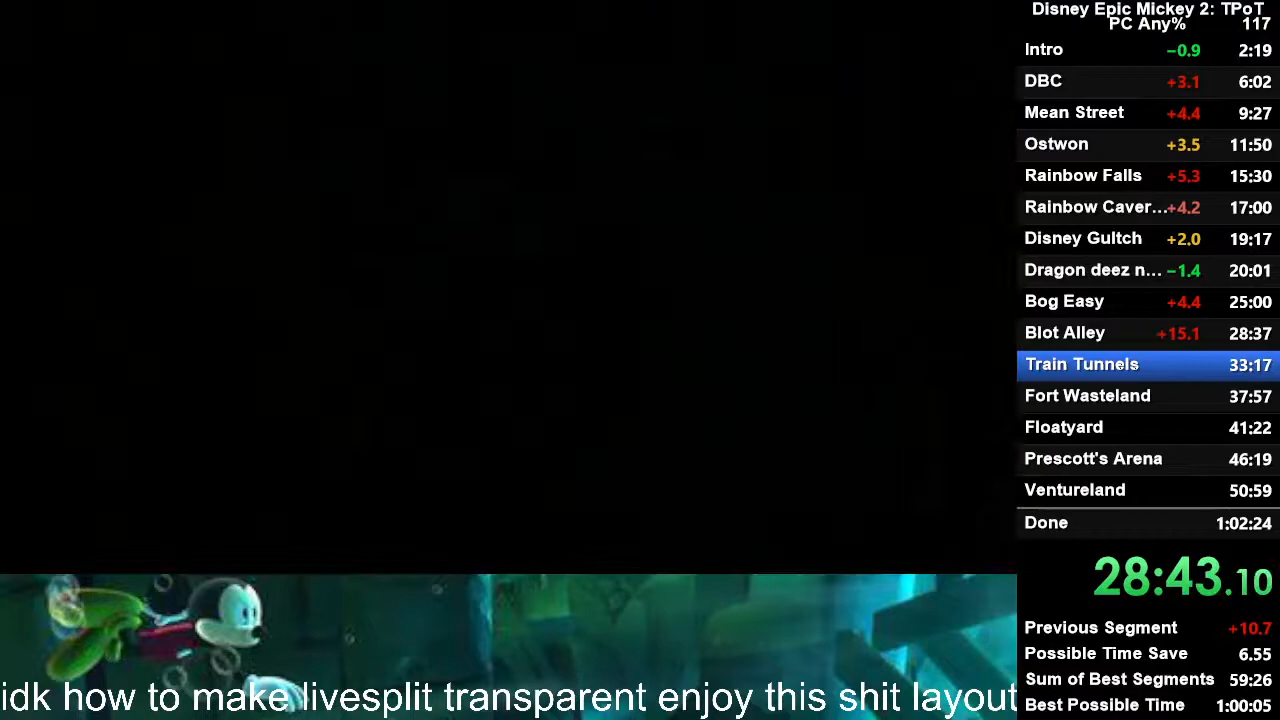 Disney Epic Mickey 2: TPoT
PC Any% 117
Intro −0.9 2:19
DBC +3.1 6:02
Mean Street +4.4 9:27
Ostwon +3.5 11:50
Rainbow Falls +5.3 15:30
Rainbow Caver... +4.2 17:00
Disney Gultch +2.0 19:17
Dragon deez n... −1.4 20:01
Bog Easy +4.4 25:00
Blot Alley +15.1 28:37
Train Tunnels 33:17
Fort Wasteland 37:57
Floatyard 41:22
Prescott's Arena 46:19
Ventureland 50:59
Done 1:02:24
28:43.10
Previous Segment +10.7
Possible Time Save 6.55
Sum of Best Segments 59:26
Best Possible Time 1:00:05
idk how to make livesplit transparent enjoy this shit layout